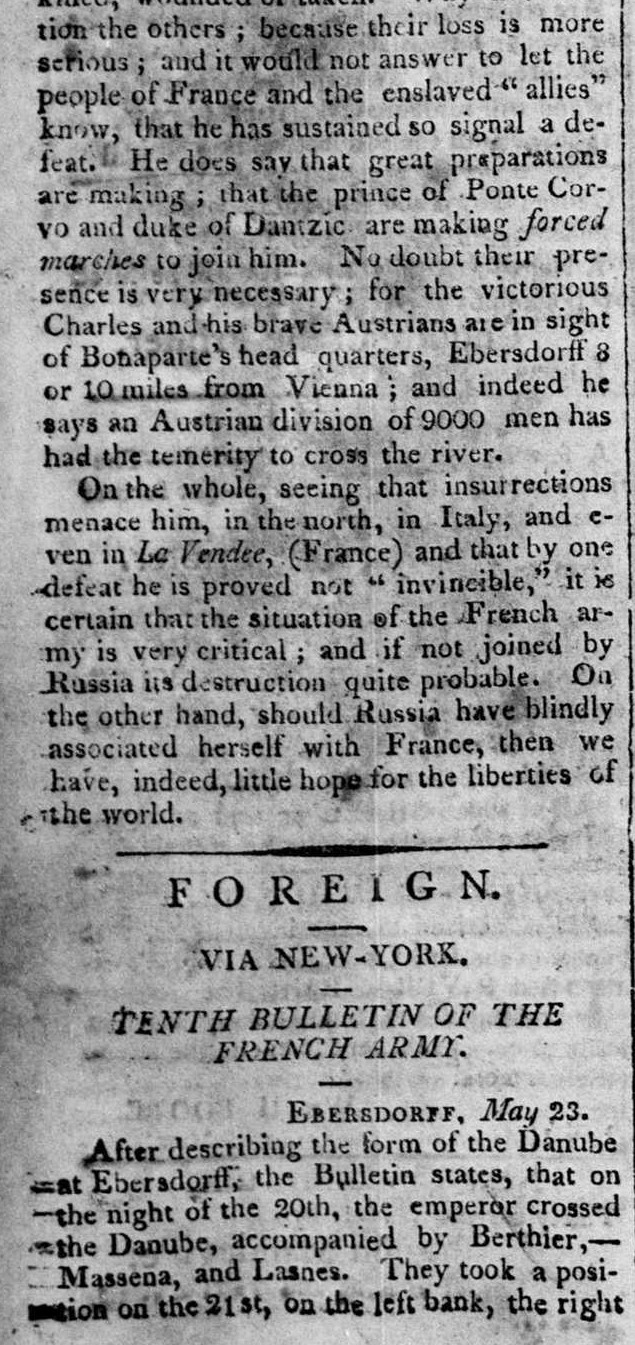 tion the others ; because their loss is more
serious ; and it would not answer to let the
people of France and the enslaved "allies"
know, that he has sustained so signal a de-
feat. He does say that great preparations
are making ; that the prince of Ponte Cor-
vo and duke of Dantzic are making forced
marches to join him. No doubt their pre-
sence is very necessary ; for the victorious
Charles and his brave Austrians are in sight
of Bonaparte's head quarters, Ebersdorff 8
or 10 miles from Vienna ; and indeed he
says an Austrian division of 9000 men has
had the temerity to cross the river.
On the whole, seeing that insurrections
menace him, in the north, in Italy, and e-
ven in La Vendee, (France) and that by one
defeat he is proved not "invincible," it is
certain that the situation of the French ar-
my is very critical ; and if not joined by
Russia its destruction quite probable. On
the other hand, should Russia have blindly
associated herself with France, then we
have, indeed, little hope for the liberties of
the world.
FOREIGN.
VIA NEW-YORK.
TENTH BULLETIN OF THE
FRENCH ARMY.
EBERSDORFF, May 23.
After describing the form of the Danube
at Ebersdorff, the Bulletin states, that on
the night of the 20th, the emperor crossed
the Danube, accompanied by Berthier,—
Massena, and Lasnes. They took a posi-
tion on the 21st, on the left bank, the right